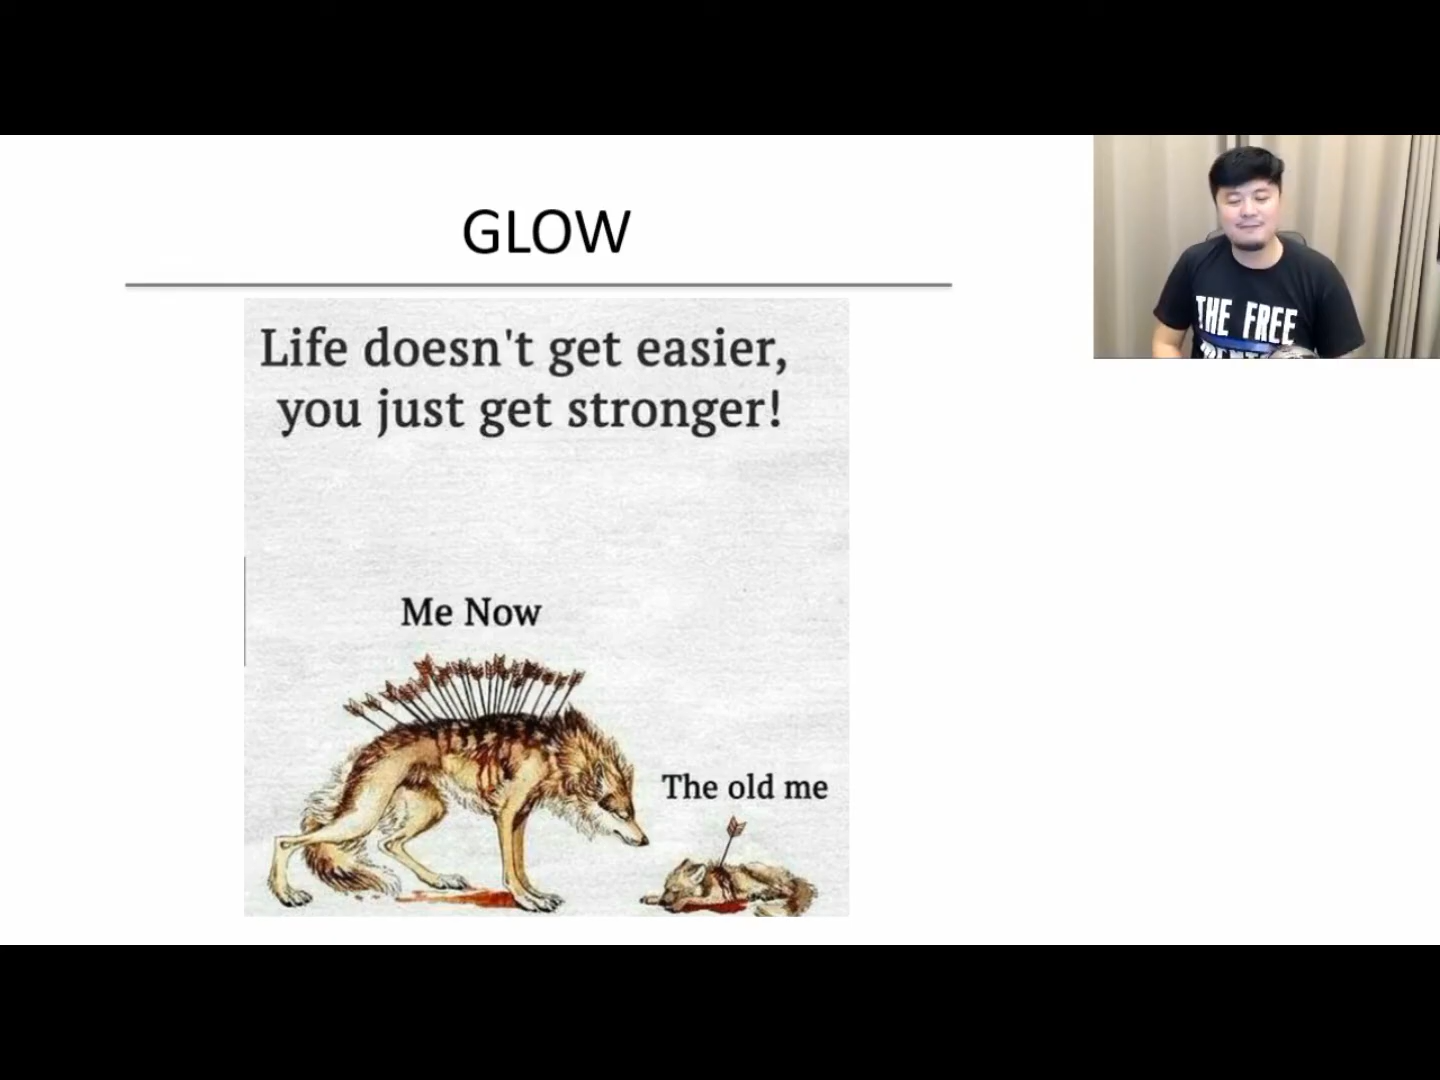 GLOW
Life doesn't get easier,
you just get stronger!
Me Now
The old me
THE FREE